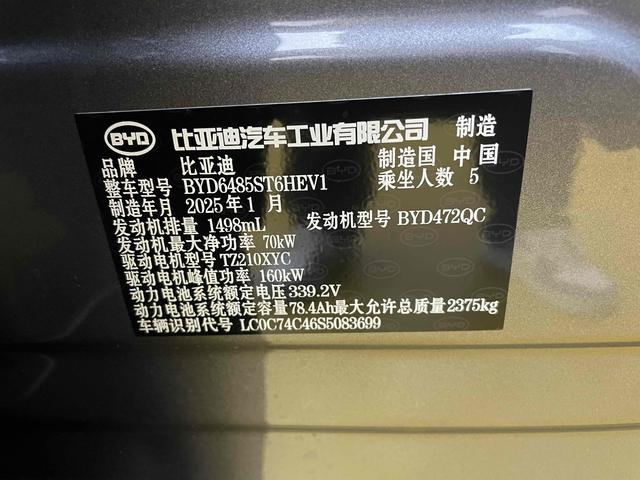 BYD 比亚迪汽车工业有限公司 制造
品牌 比亚迪 制造国 中国
整车型号 BYD6485ST6HEV1 乘坐人数 5
制造年月 2025年1月
发动机排量 1498mL 发动机型号 BYD472QC
发动机最大净功率 70kW
驱动电机型号 TZ210XYC
驱动电机峰值功率 160kW
动力电池系统额定电压 339.2V
动力电池系统额定容量 78.4Ah 最大允许总质量 2375kg
车辆识别代号 LC0C74C46S5083699